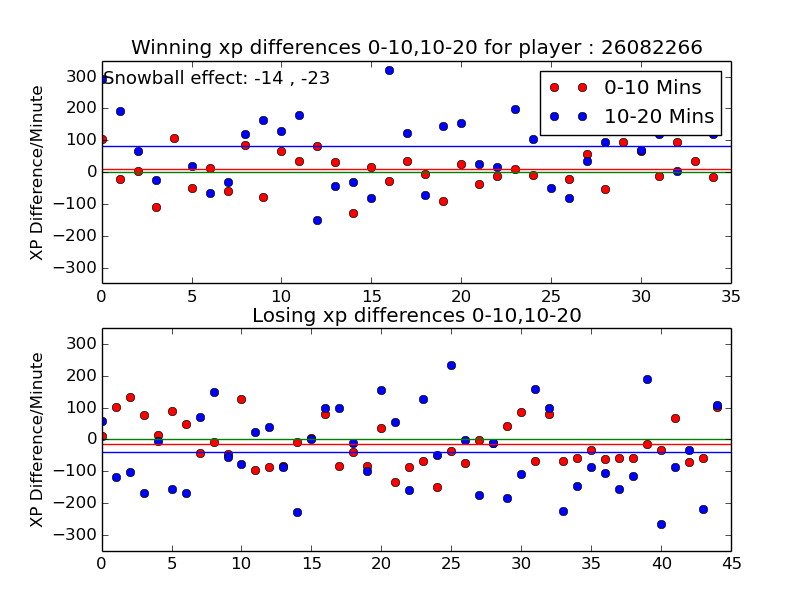 Winning xp differences 0-10,10-20 for player : 26082266
Snowball effect: -14 , -23
0-10 Mins
10-20 Mins
XP Difference/Minute
300
200
100
0
−100
−200
−300
0 5 10 15 20 25 30 35
Losing xp differences 0-10,10-20
XP Difference/Minute
300
200
100
0
−100
−200
−300
0 5 10 15 20 25 30 35 40 45